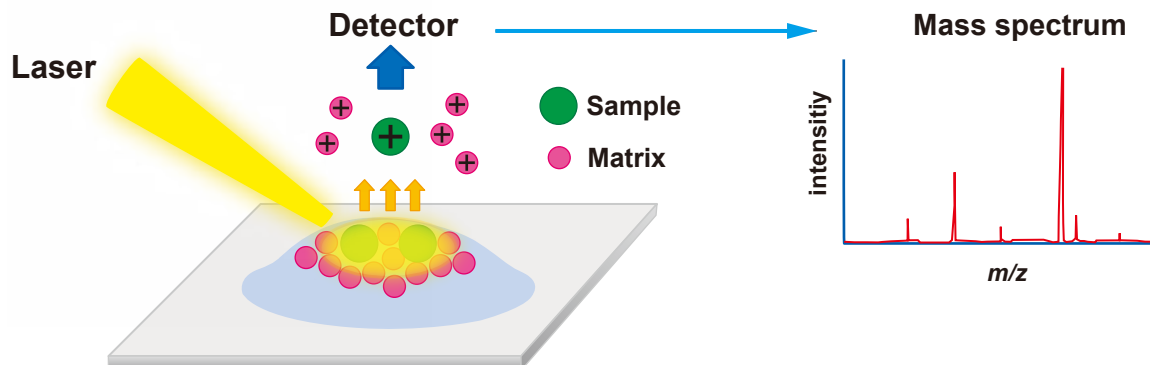 Detector
Mass spectrum
Laser
Sample
Matrix
+
+
+
+
+
intensitiy
m/z